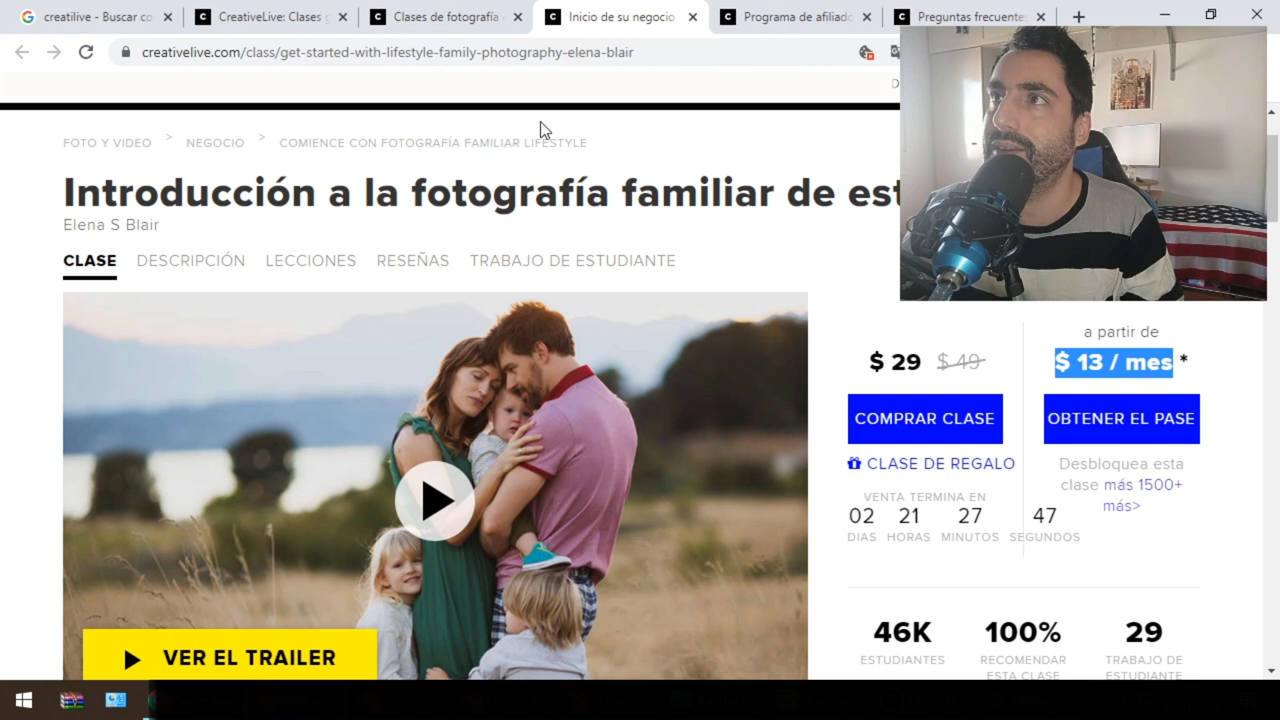 catrilive - Buscar co
CreativeLive: Clases g
Clases de fotografía
Inicio de su negocio
Programa de afiliado
Preguntas frecuentes
creativelive.com/class/get-started-with-lifestyle-family-photography-elena-blair
FOTO Y VIDEO > NEGOCIO > COMIENCE CON FOTOGRAFÍA FAMILIAR LIFESTYLE
Introducción a la fotografía familiar de est
Elena S Blair
CLASE DESCRIPCIÓN LECCIONES RESEÑAS TRABAJO DE ESTUDIANTE
VER EL TRAILER
$ 29 $ 49
COMPRAR CLASE
CLASE DE REGALO
VENTA TERMINA EN
02 21 27 47
DIAS HORAS MINUTOS SEGUNDOS
a partir de
$ 13 / mes *
OBTENER EL PASE
Desbloquea esta
clase más 1500+
más>
46K 100% 29
ESTUDIANTES RECOMENDAR TRABAJO DE
ESTA CLASE ESTUDIANTE